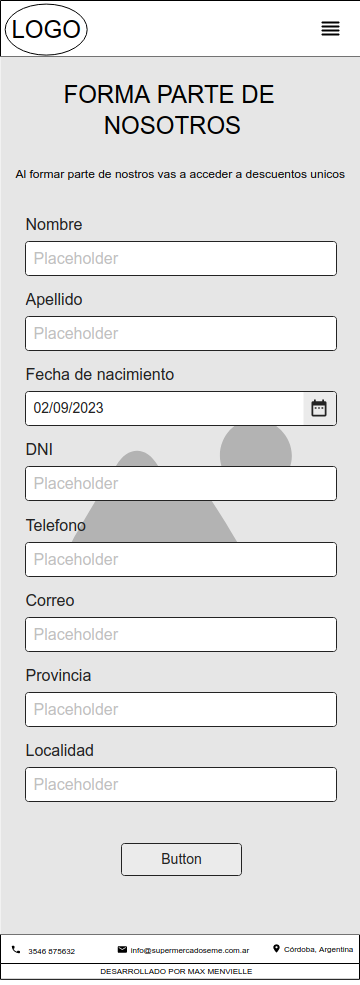 LOGO
FORMA PARTE DE
NOSOTROS
Al formar parte de nostros vas a acceder a descuentos unicos
Nombre
Placeholder
Apellido
Placeholder
Fecha de nacimiento
02/09/2023
DNI
Placeholder
Telefono
Placeholder
Correo
Placeholder
Provincia
Placeholder
Localidad
Placeholder
Button
3546 875632 info@supermercadoseme.com.ar Córdoba, Argentina
DESARROLLADO POR MAX MENVIELLE